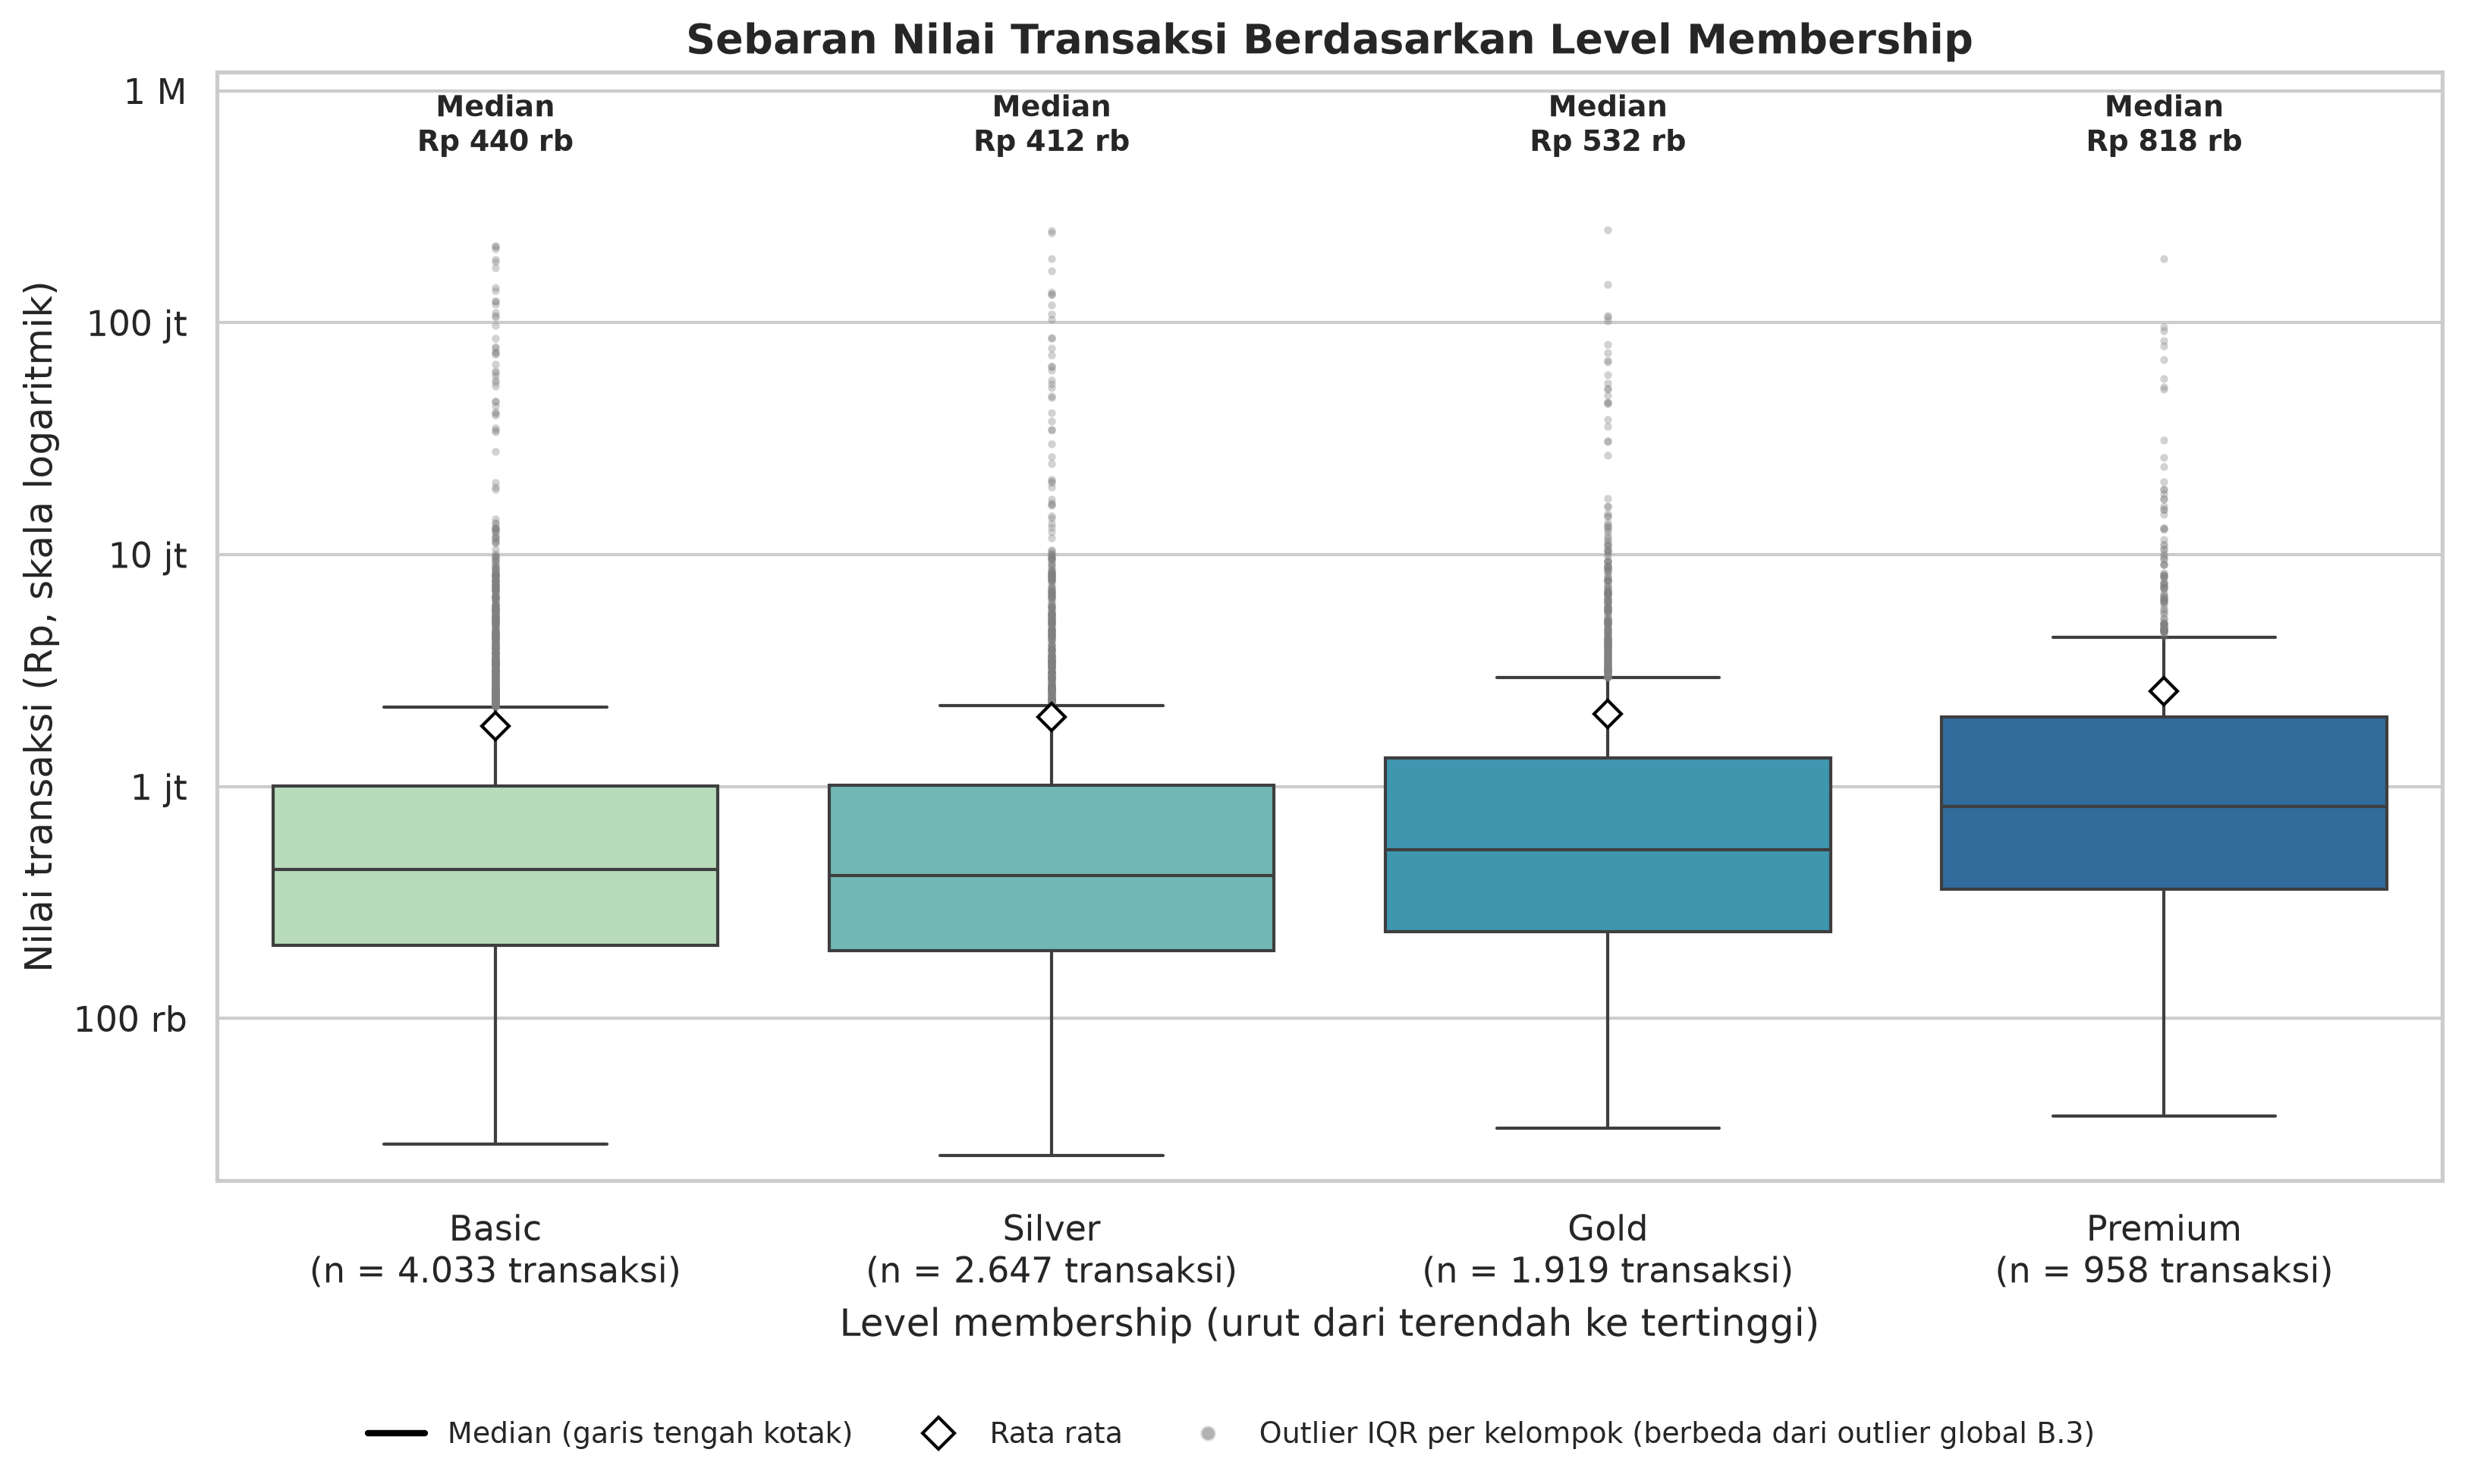 Sebaran Nilai Transaksi Berdasarkan Level Membership
Nilai transaksi (Rp, skala logaritmik)
1 M
100 jt
10 jt
1 jt
100 rb
Median
Rp 440 rb
Median
Rp 412 rb
Median
Rp 532 rb
Median
Rp 818 rb
Basic
(n = 4.033 transaksi)
Silver
(n = 2.647 transaksi)
Gold
(n = 1.919 transaksi)
Premium
(n = 958 transaksi)
Level membership (urut dari terendah ke tertinggi)
Median (garis tengah kotak)
Rata rata
Outlier IQR per kelompok (berbeda dari outlier global B.3)